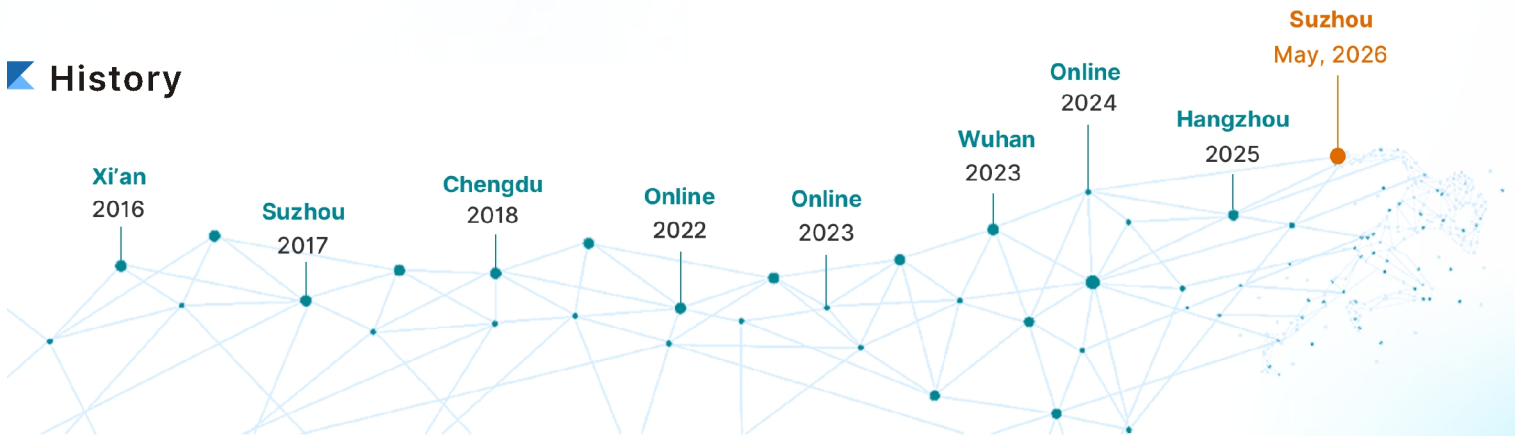 History
Xi’an
2016
Suzhou
2017
Chengdu
2018
Online
2022
Online
2023
Wuhan
2023
Online
2024
Hangzhou
2025
Suzhou
May, 2026